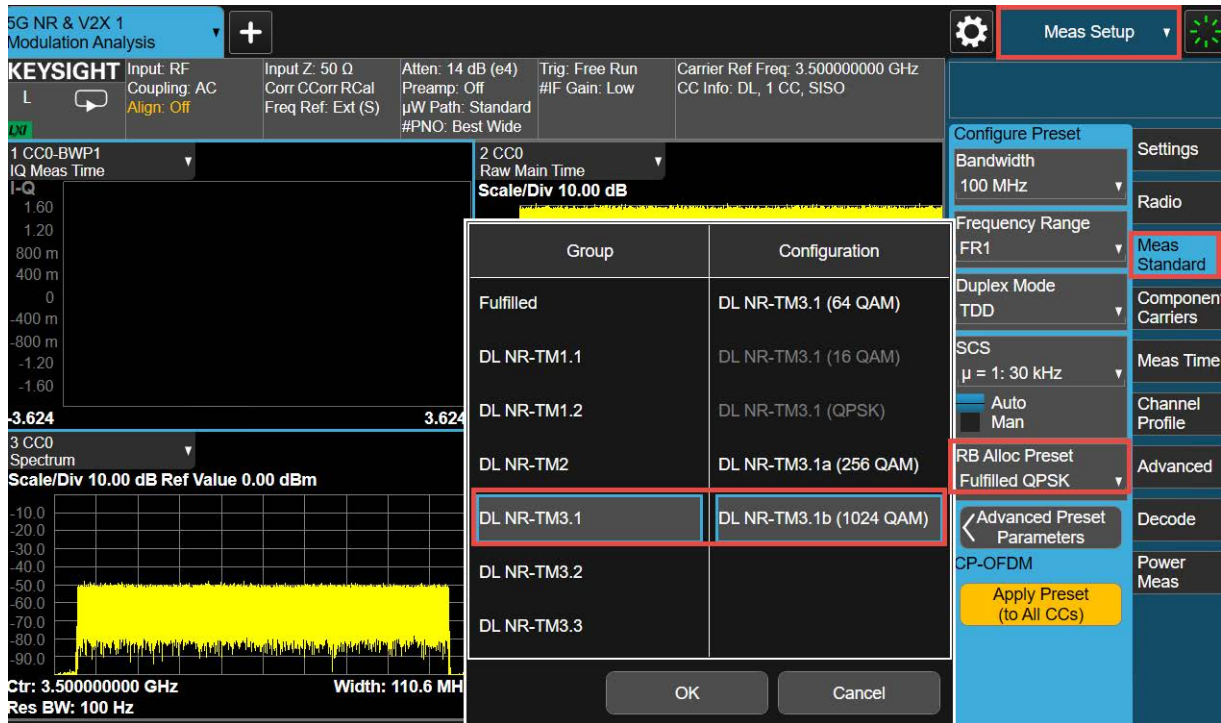 5G NR & V2X 1
Modulation Analysis
+
Meas Setup
KEYSIGHT
L
LXI
Input: RF
Coupling: AC
Align: Off
Input Z: 50 Ω
Corr CCorr RCal
Freq Ref: Ext (S)
Atten: 14 dB (e4)
Preamp: Off
µW Path: Standard
#PNO: Best Wide
Trig: Free Run
#IF Gain: Low
Carrier Ref Freq: 3.500000000 GHz
CC Info: DL, 1 CC, SISO
1 CC0-BWP1
IQ Meas Time
I-Q
1.60
1.20
800 m
400 m
0
-400 m
-800 m
-1.20
-1.60
-3.624
3.624
2 CC0
Raw Main Time
Scale/Div 10.00 dB
3 CC0
Spectrum
Scale/Div 10.00 dB Ref Value 0.00 dBm
-10.0
-20.0
-30.0
-40.0
-50.0
-60.0
-70.0
-80.0
-90.0
Ctr: 3.500000000 GHz
Width: 110.6 MH
Res BW: 100 Hz
Group
Configuration
Fulfilled
DL NR-TM3.1 (64 QAM)
DL NR-TM1.1
DL NR-TM3.1 (16 QAM)
DL NR-TM1.2
DL NR-TM3.1 (QPSK)
DL NR-TM2
DL NR-TM3.1a (256 QAM)
DL NR-TM3.1
DL NR-TM3.1b (1024 QAM)
DL NR-TM3.2
DL NR-TM3.3
OK
Cancel
Configure Preset
Bandwidth
100 MHz
Frequency Range
FR1
Duplex Mode
TDD
SCS
µ = 1: 30 kHz
Auto
Man
RB Alloc Preset
Fulfilled QPSK
Advanced Preset
Parameters
CP-OFDM
Apply Preset
(to All CCs)
Settings
Radio
Meas
Standard
Componen
Carriers
Meas Time
Channel
Profile
Advanced
Decode
Power
Meas